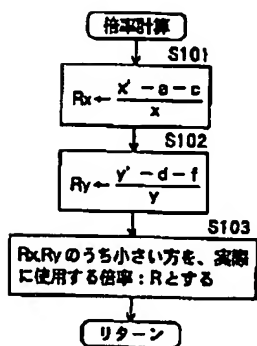 倍率計算
S101
Rx← x' - a - c / x
S102
Ry← y' - d - f / y
S103
Rx,Ryのうち小さい方を、実際
に使用する倍率：Rとする
リターン